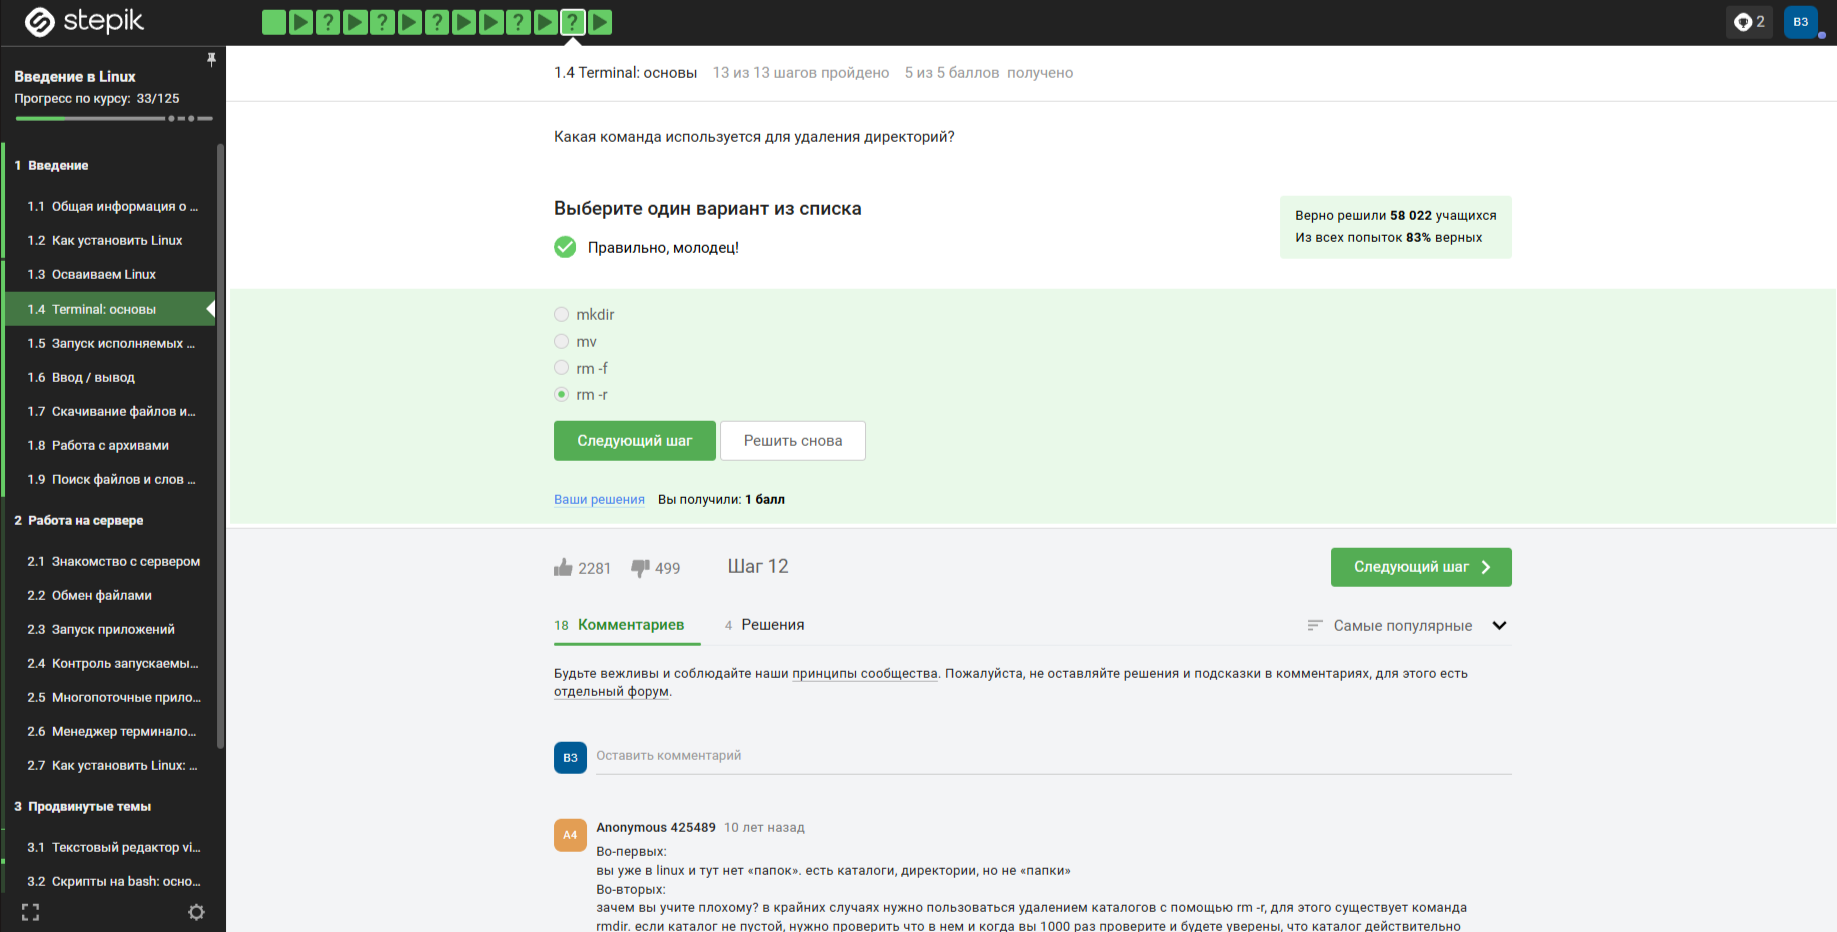 stepik
2
ВЗ
Введение в Linux
Прогресс по курсу: 33/125
1 Введение
1.1 Общая информация о ...
1.2 Как установить Linux
1.3 Осваиваем Linux
1.4 Terminal: основы
1.5 Запуск исполняемых ...
1.6 Ввод / вывод
1.7 Скачивание файлов и...
1.8 Работа с архивами
1.9 Поиск файлов и слов ...
2 Работа на сервере
2.1 Знакомство с сервером
2.2 Обмен файлами
2.3 Запуск приложений
2.4 Контроль запускаемы...
2.5 Многопоточные прило...
2.6 Менеджер терминало...
2.7 Как установить Linux: ...
3 Продвинутые темы
3.1 Текстовый редактор vi...
3.2 Скрипты на bash: осно...
1.4 Terminal: основы 13 из 13 шагов пройдено 5 из 5 баллов получено
Какая команда используется для удаления директорий?
Выберите один вариант из списка
Правильно, молодец!
Верно решили 58 022 учащихся
Из всех попыток 83% верных
mkdir
mv
rm -f
rm -r
Следующий шаг
Решить снова
Ваши решения Вы получили: 1 балл
2281 499 Шаг 12
Следующий шаг
18 Комментариев 4 Решения
Самые популярные
Будьте вежливы и соблюдайте наши принципы сообщества. Пожалуйста, не оставляйте решения и подсказки в комментариях, для этого есть
отдельный форум.
ВЗ Оставить комментарий
А4
Anonymous 425489 10 лет назад
Во-первых:
вы уже в linux и тут нет «папок». есть каталоги, директории, но не «папки»
Во-вторых:
зачем вы учите плохому? в крайних случаях нужно пользоваться удалением каталогов с помощью rm -r, для этого существует команда
rmdir. если каталог не пустой, нужно проверить что в нем и когда вы 1000 раз проверите и будете уверены, что каталог действительно